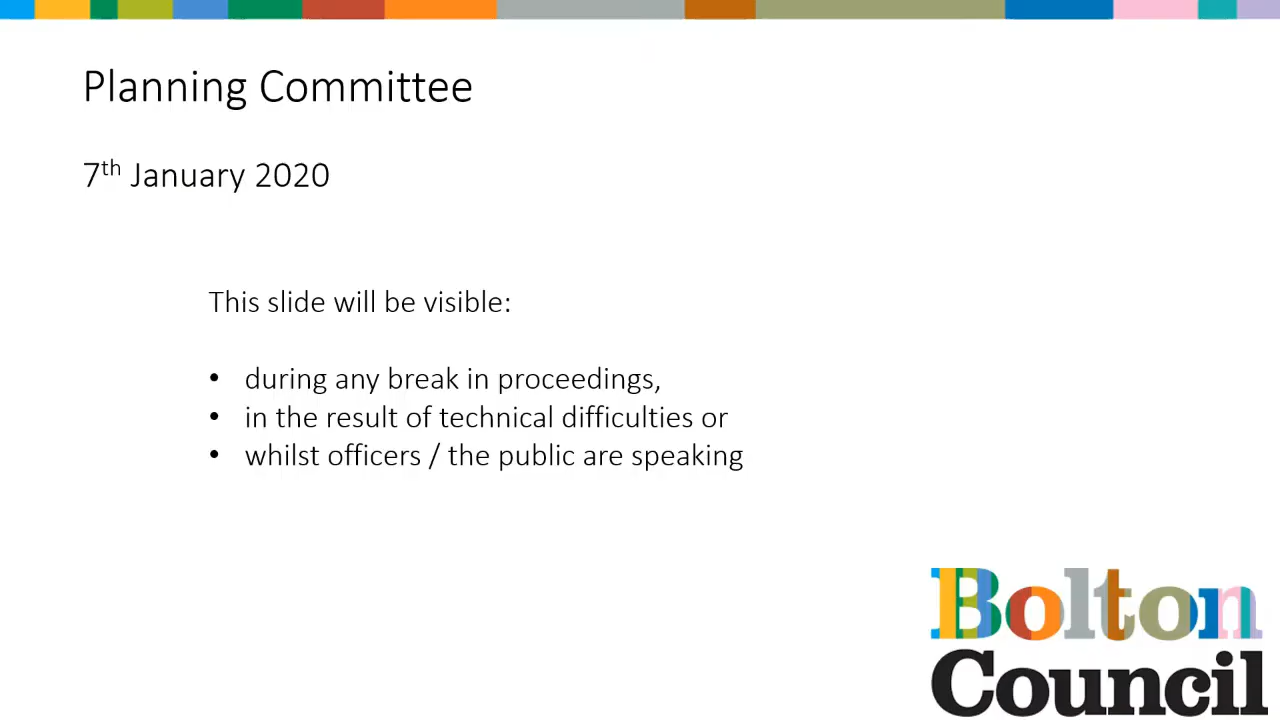 Planning Committee
7th January 2020
This slide will be visible:
• during any break in proceedings,
• in the result of technical difficulties or
• whilst officers / the public are speaking
Bolton
Council